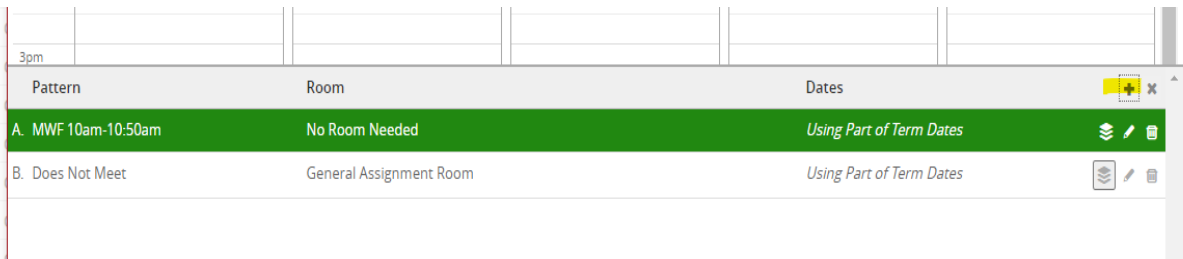 3pm
Pattern Room Dates
A. MWF 10am-10:50am No Room Needed Using Part of Term Dates
B. Does Not Meet General Assignment Room Using Part of Term Dates